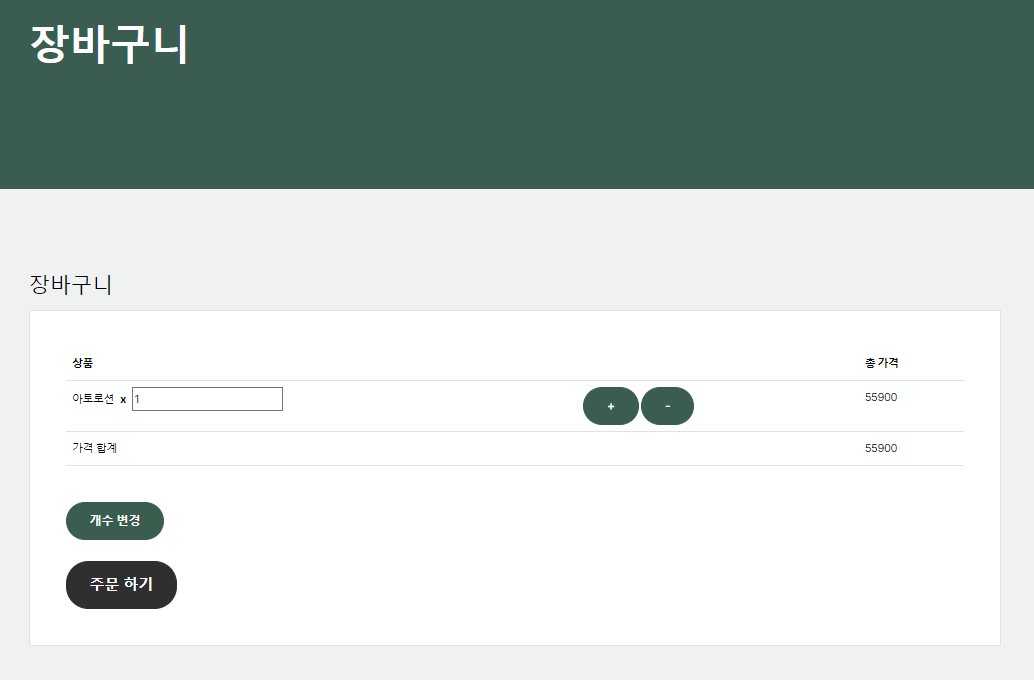 장바구니
장바구니
상품 총 가격
아토로션 x 1 + - 55900
가격 합계 55900
개수 변경
주문 하기